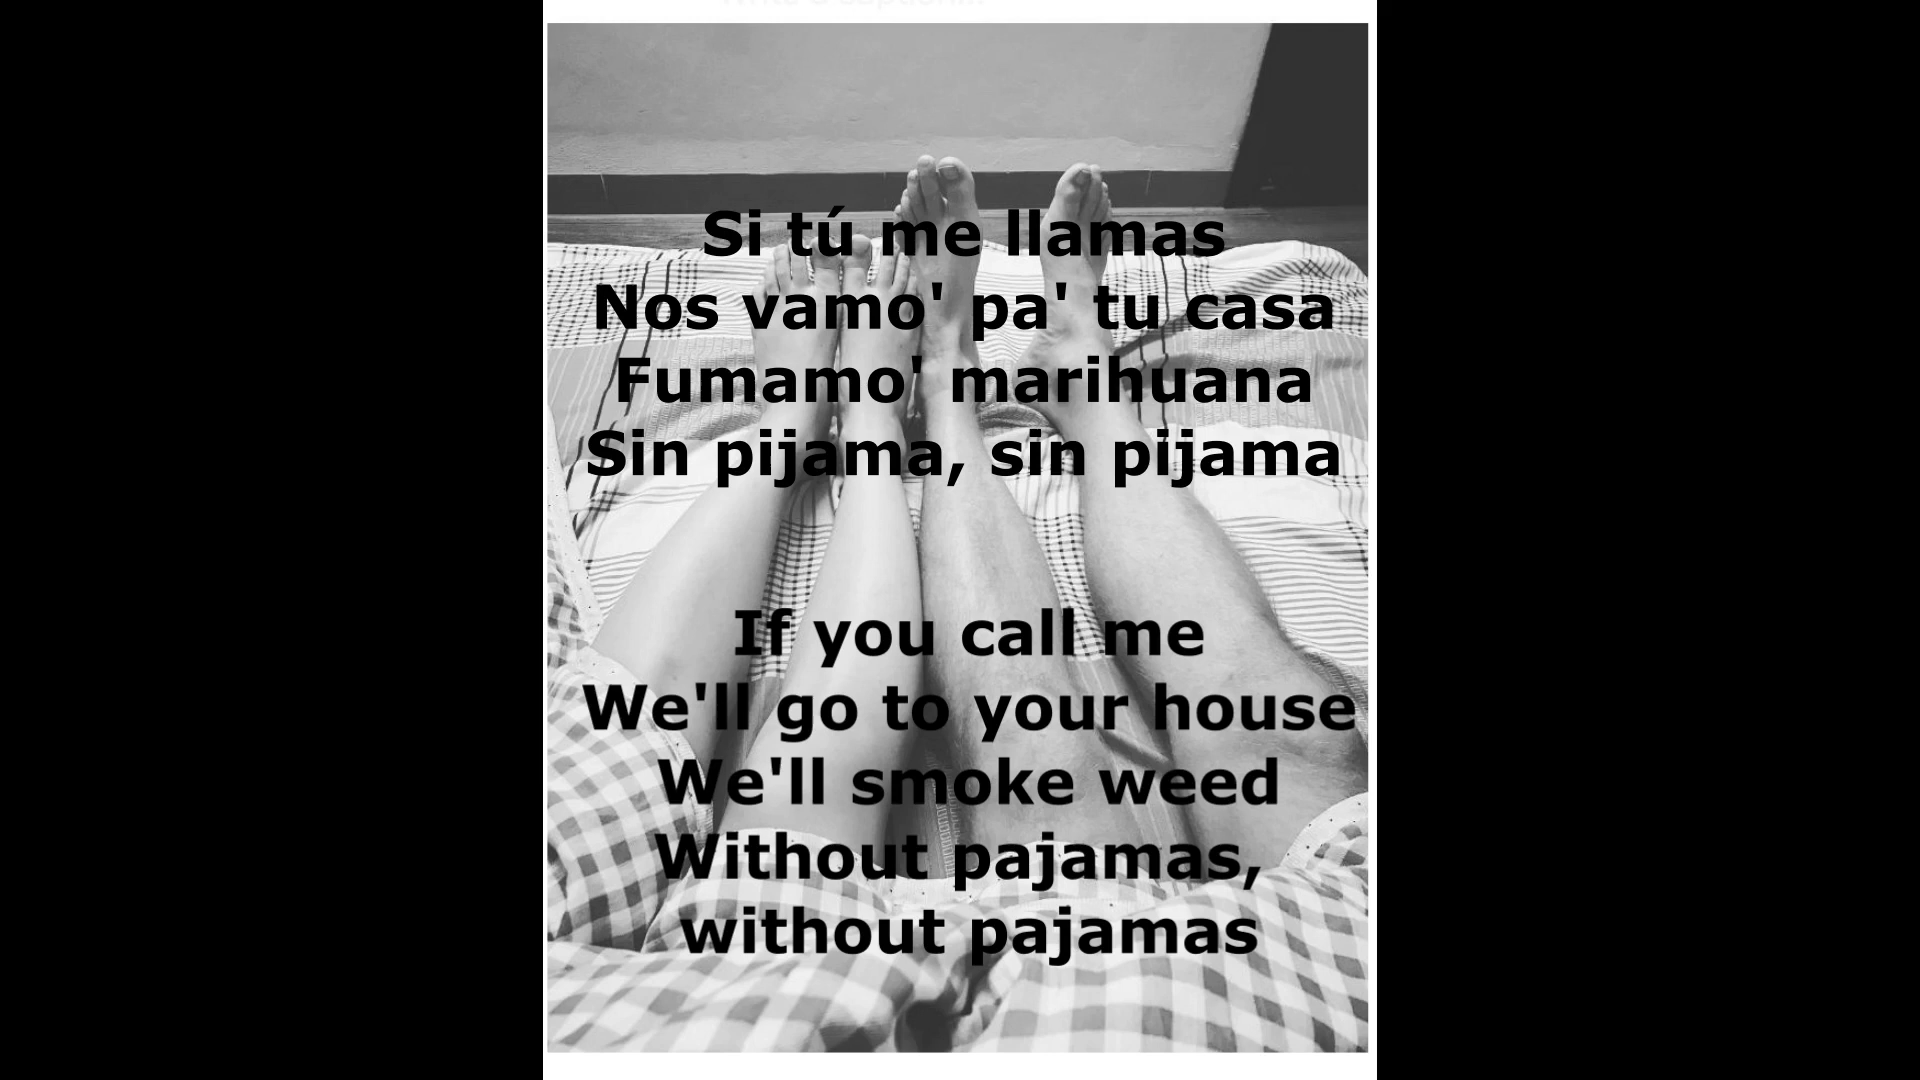 Si tú me llamas
Nos vamo' pa' tu casa
Fumamo' marihuana
Sin pijama, sin pijama
If you call me
We'll go to your house
We'll smoke weed
Without pajamas,
without pajamas